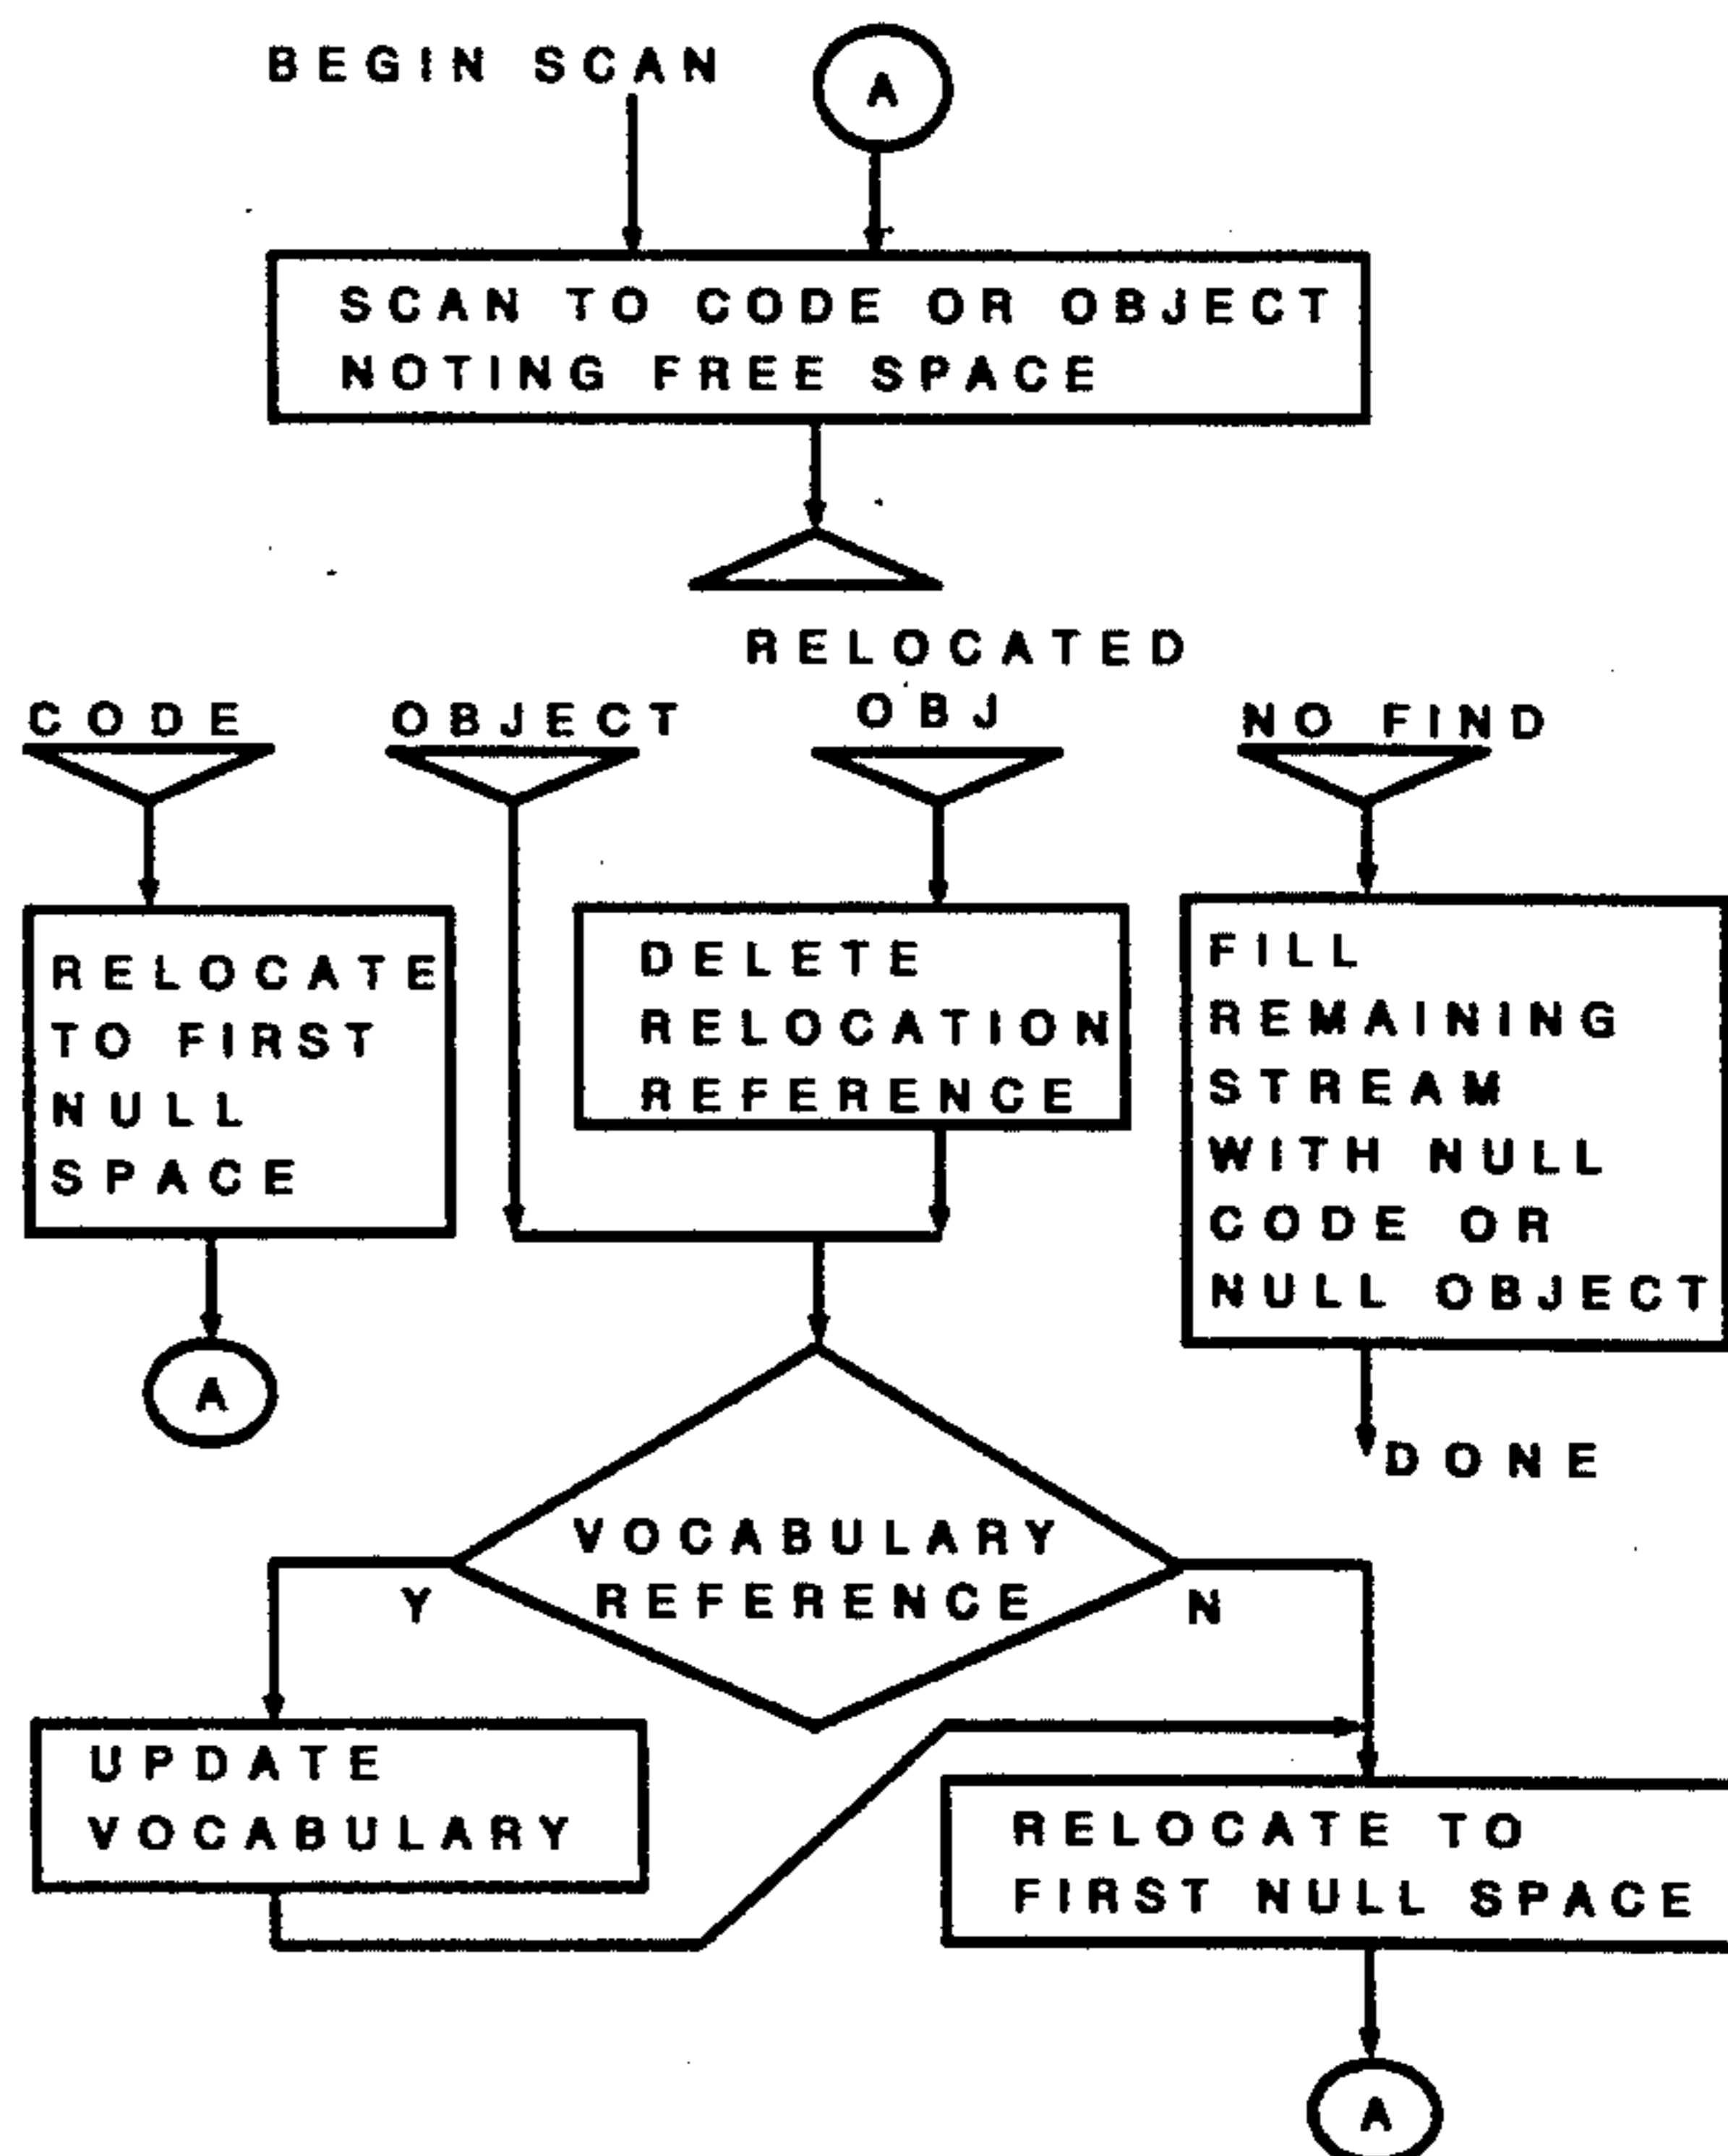 BEGIN SCAN
A
SCAN TO CODE OR OBJECT
NOTING FREE SPACE
RELOCATED
OBJ
CODE
OBJECT
NO FIND
RELOCATE
TO FIRST
NULL
SPACE
DELETE
RELOCATION
REFERENCE
FILL
REMAINING
STREAM
WITH NULL
CODE OR
NULL OBJECT
A
DONE
VOCABULARY
REFERENCE
Y
N
UPDATE
VOCABULARY
RELOCATE TO
FIRST NULL SPACE
A